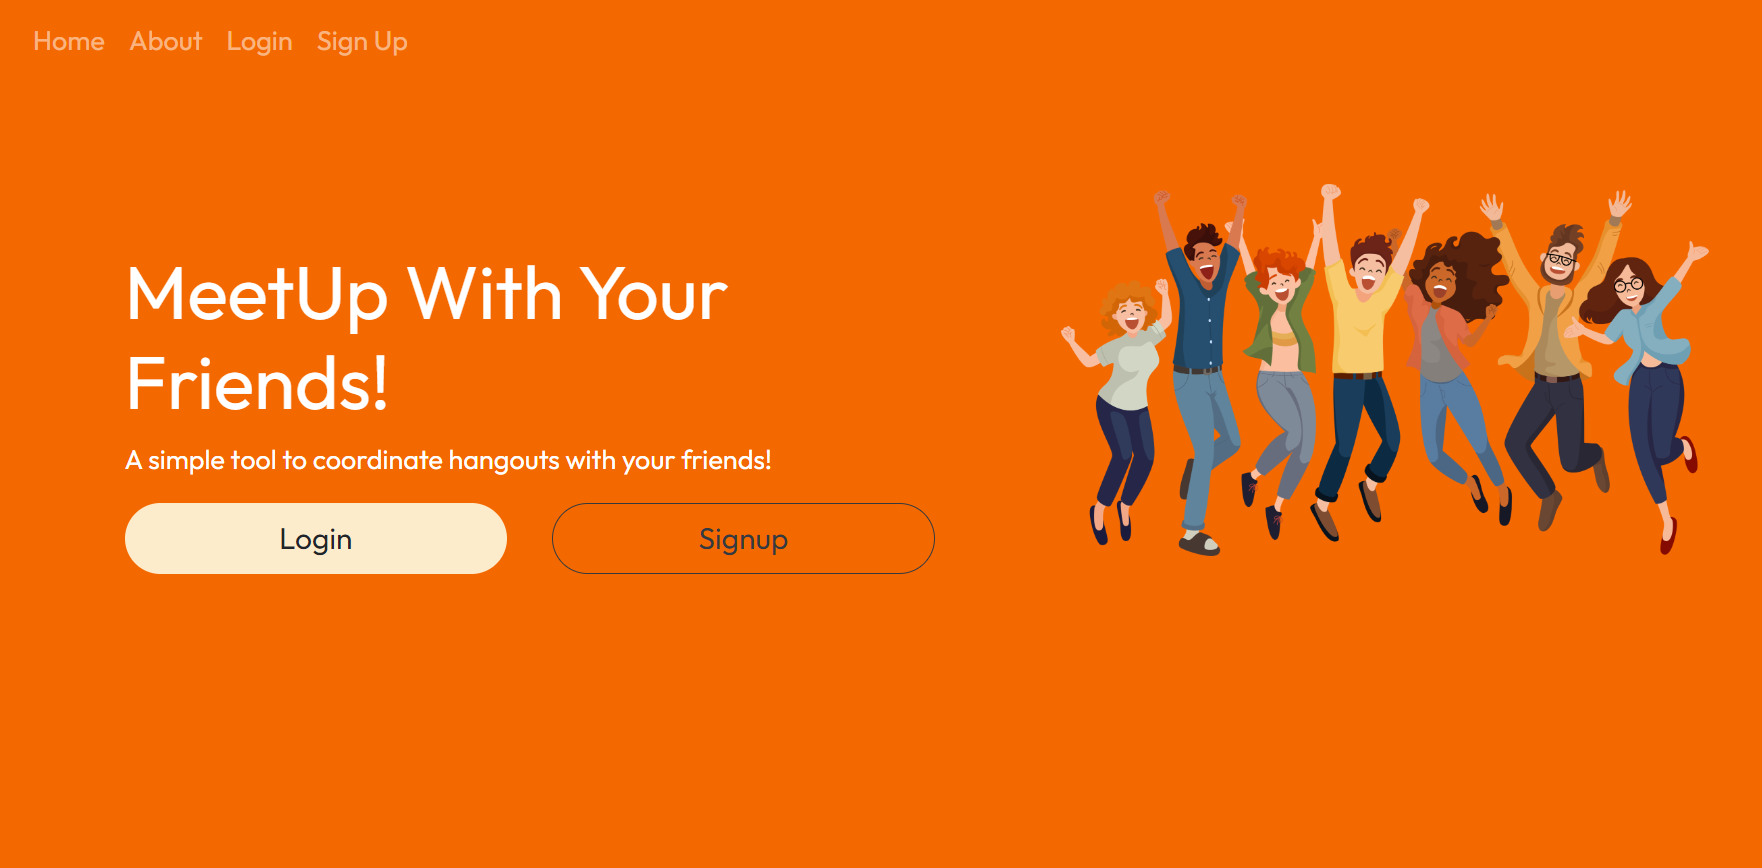 Home About Login Sign Up
MeetUp With Your
Friends!
A simple tool to coordinate hangouts with your friends!
Login Signup